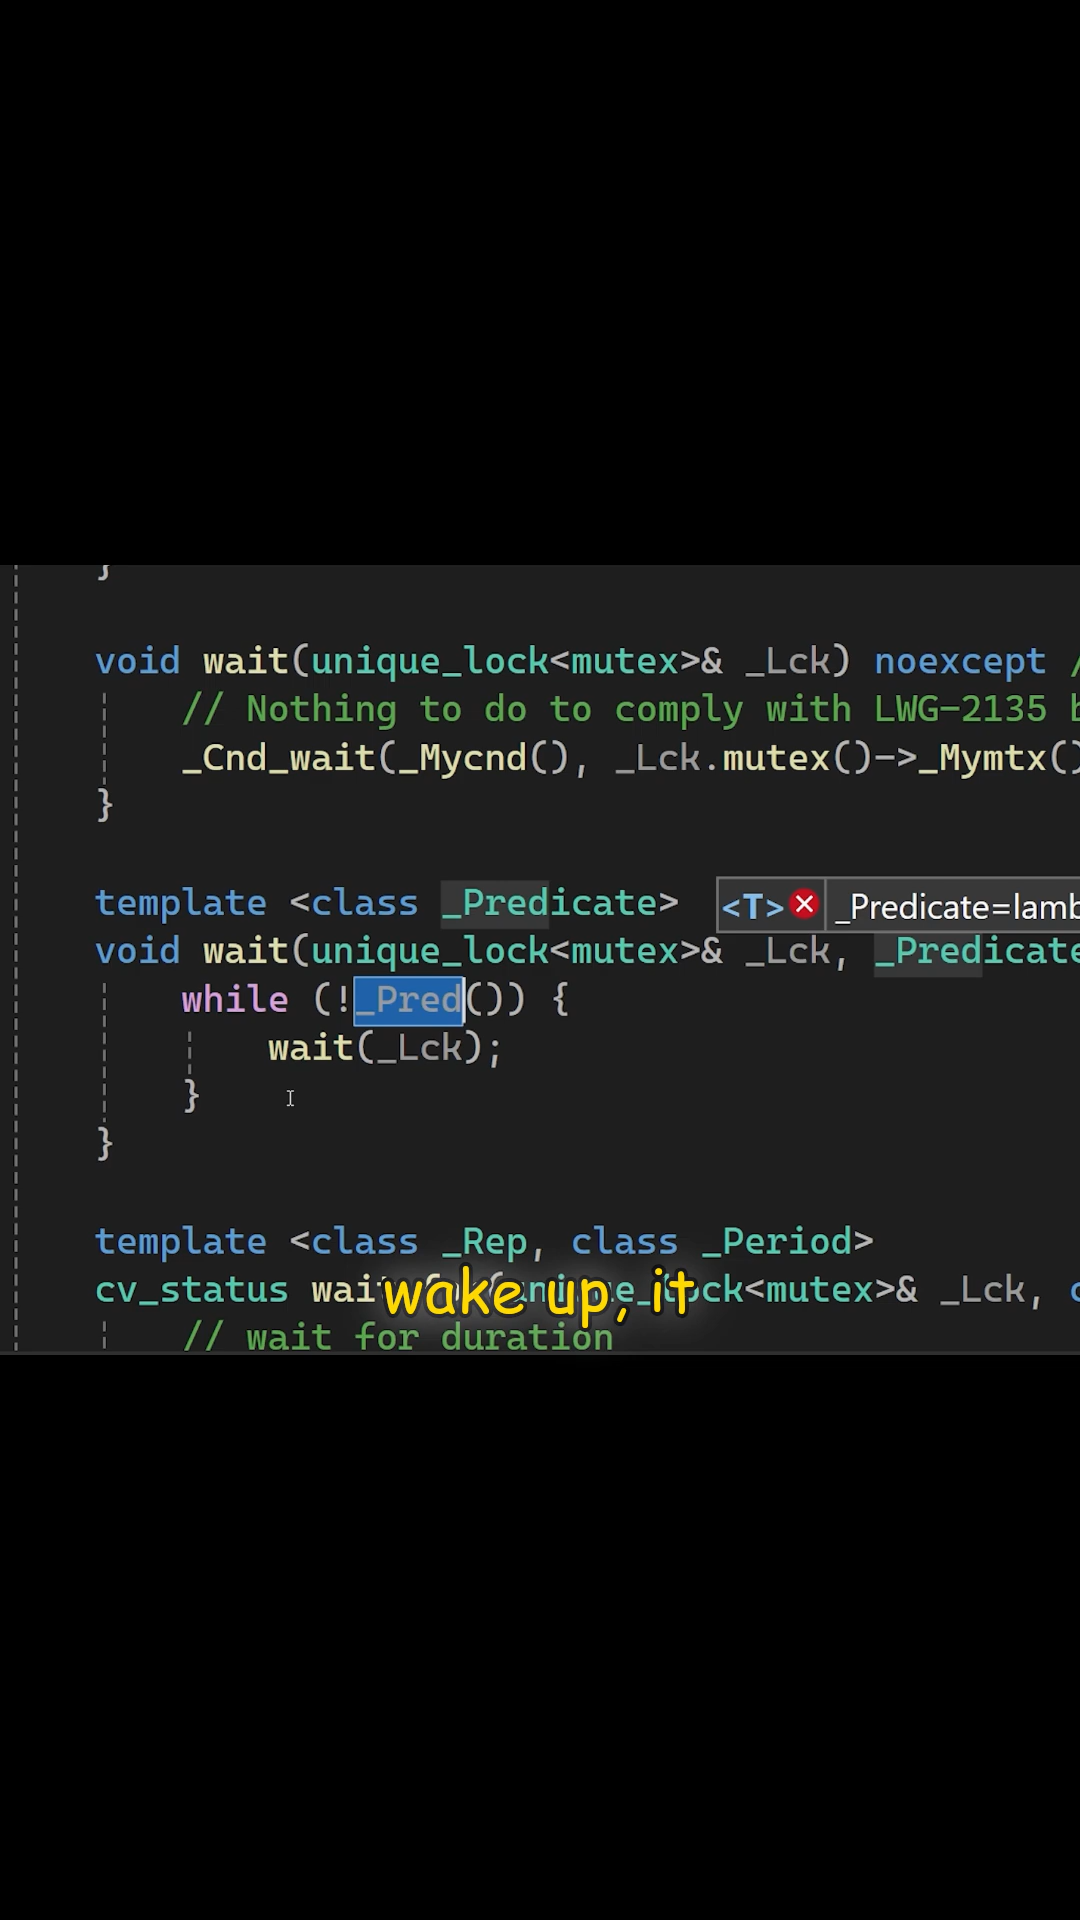 }
void wait(unique_lock<mutex>& _Lck) noexcept /
// Nothing to do to comply with LWG-2135 b
_Cnd_wait(_Mycnd(), _Lck.mutex()->_Mymtx()
}
template <class _Predicate>
<T> _Predicate=lamb
void wait(unique_lock<mutex>& _Lck, _Predicate
while (!_Pred()) {
wait(_Lck);
}
}
template <class _Rep, class _Period>
cv_status wait_for(unique_lock<mutex>& _Lck, c
wake up, it
// wait for duration